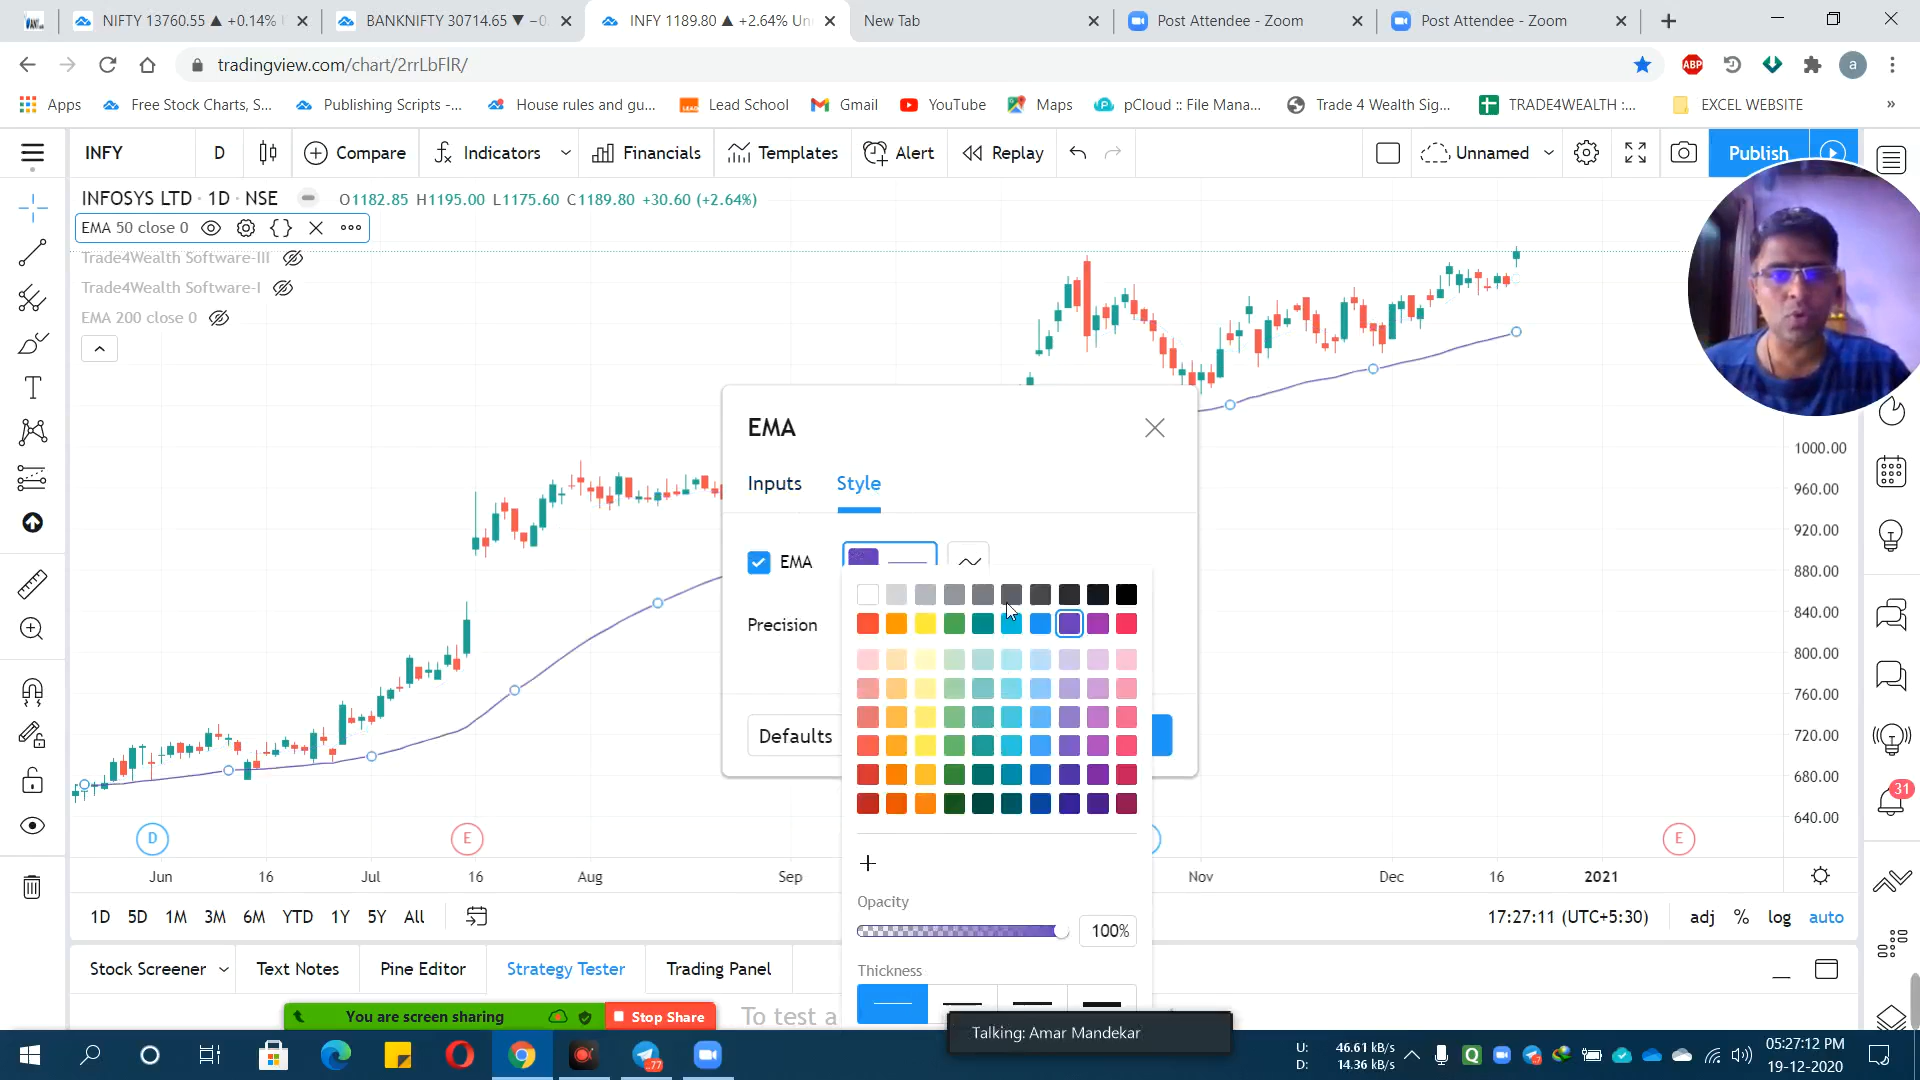 NIFTY 13760.55 ▲ +0.14%
BANKNIFTY 30714.65 ▼ −0.
INFY 1189.80 ▲ +2.64% Un
New Tab
Post Attendee - Zoom
Post Attendee - Zoom
tradingview.com/chart/2rrLbFlR/
ABP
a
Apps
Free Stock Charts, S...
Publishing Scripts -...
House rules and gu...
LEAD
Lead School
Gmail
YouTube
Maps
pCloud :: File Mana...
Trade 4 Wealth Sig...
TRADE4WEALTH :...
EXCEL WEBSITE
»
INFY
D
Compare
Indicators
Financials
Templates
Alert
Replay
Unnamed
Publish
INFOSYS LTD · 1D · NSE
O1182.85 H1195.00 L1175.60 C1189.80 +30.60 (+2.64%)
EMA 50 close 0
Trade4Wealth Software-III
Trade4Wealth Software-I
EMA 200 close 0
EMA
Inputs
Style
EMA
Precision
Defaults
Opacity
100%
Thickness
1000.00
960.00
920.00
880.00
840.00
800.00
760.00
720.00
680.00
640.00
31
D
E
E
Jun
16
Jul
16
Aug
Sep
Nov
Dec
16
2021
1D 5D 1M 3M 6M YTD 1Y 5Y All
17:27:11 (UTC+5:30)
adj % log auto
Stock Screener
Text Notes
Pine Editor
Strategy Tester
Trading Panel
You are screen sharing
Stop Share
To test a
Talking: Amar Mandekar
77
U: 46.61 kB/s
D: 14.36 kB/s
05:27:12 PM
19-12-2020